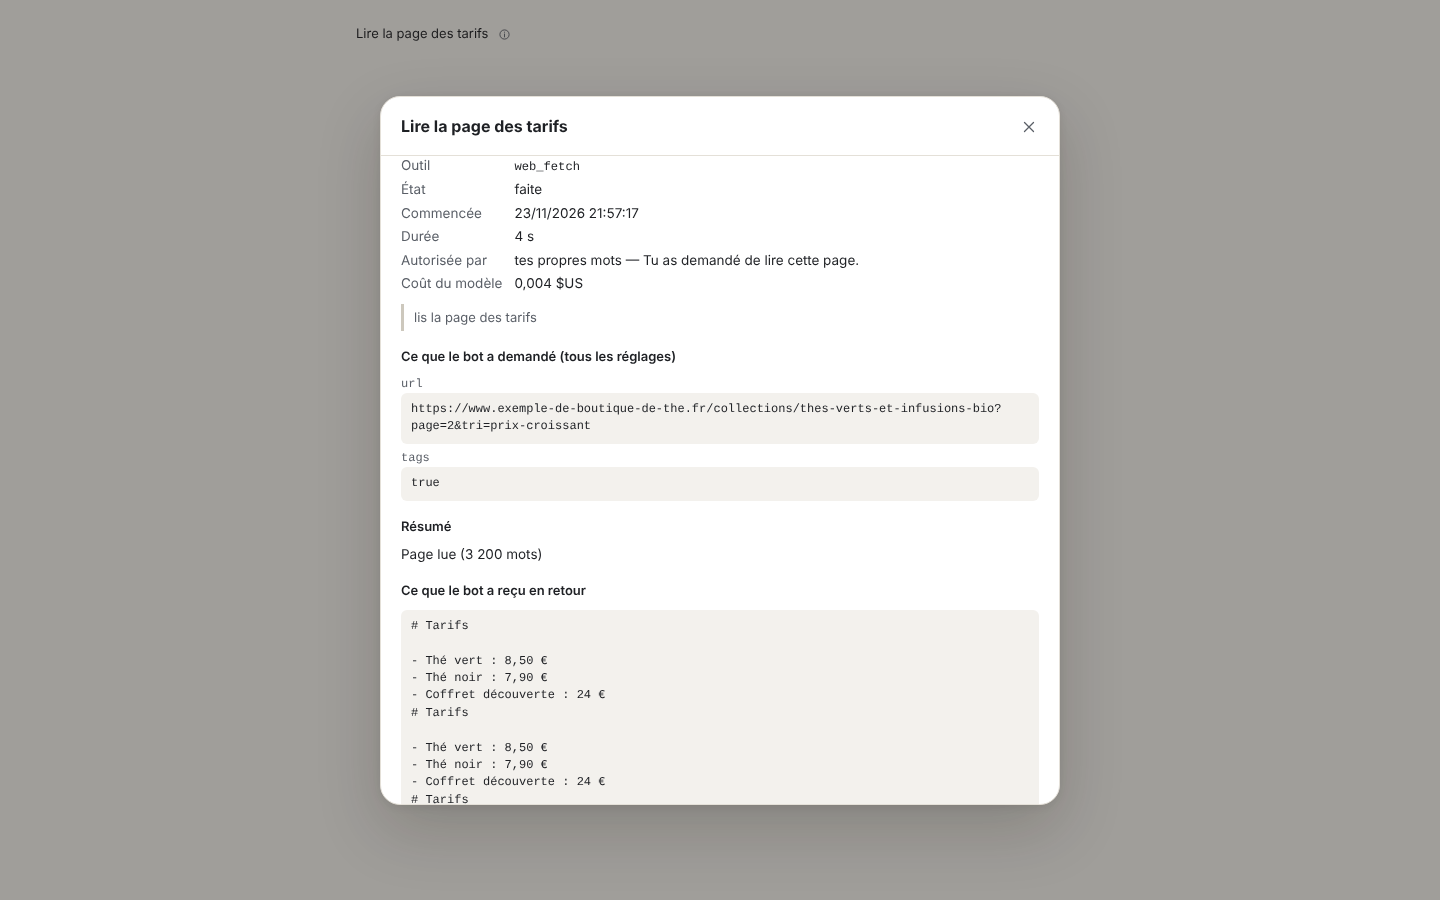 Lire la page des tarifs
Lire la page des tarifs
Outil web_fetch
État faite
Commencée 23/11/2026 21:57:17
Durée 4 s
Autorisée par tes propres mots — Tu as demandé de lire cette page.
Coût du modèle 0,004 $US
lis la page des tarifs
Ce que le bot a demandé (tous les réglages)
url
https://www.exemple-de-boutique-de-the.fr/collections/thes-verts-et-infusions-bio?
page=2&tri=prix-croissant
tags
true
Résumé
Page lue (3 200 mots)
Ce que le bot a reçu en retour
# Tarifs
- Thé vert : 8,50 €
- Thé noir : 7,90 €
- Coffret découverte : 24 €
# Tarifs
- Thé vert : 8,50 €
- Thé noir : 7,90 €
- Coffret découverte : 24 €
# Tarifs